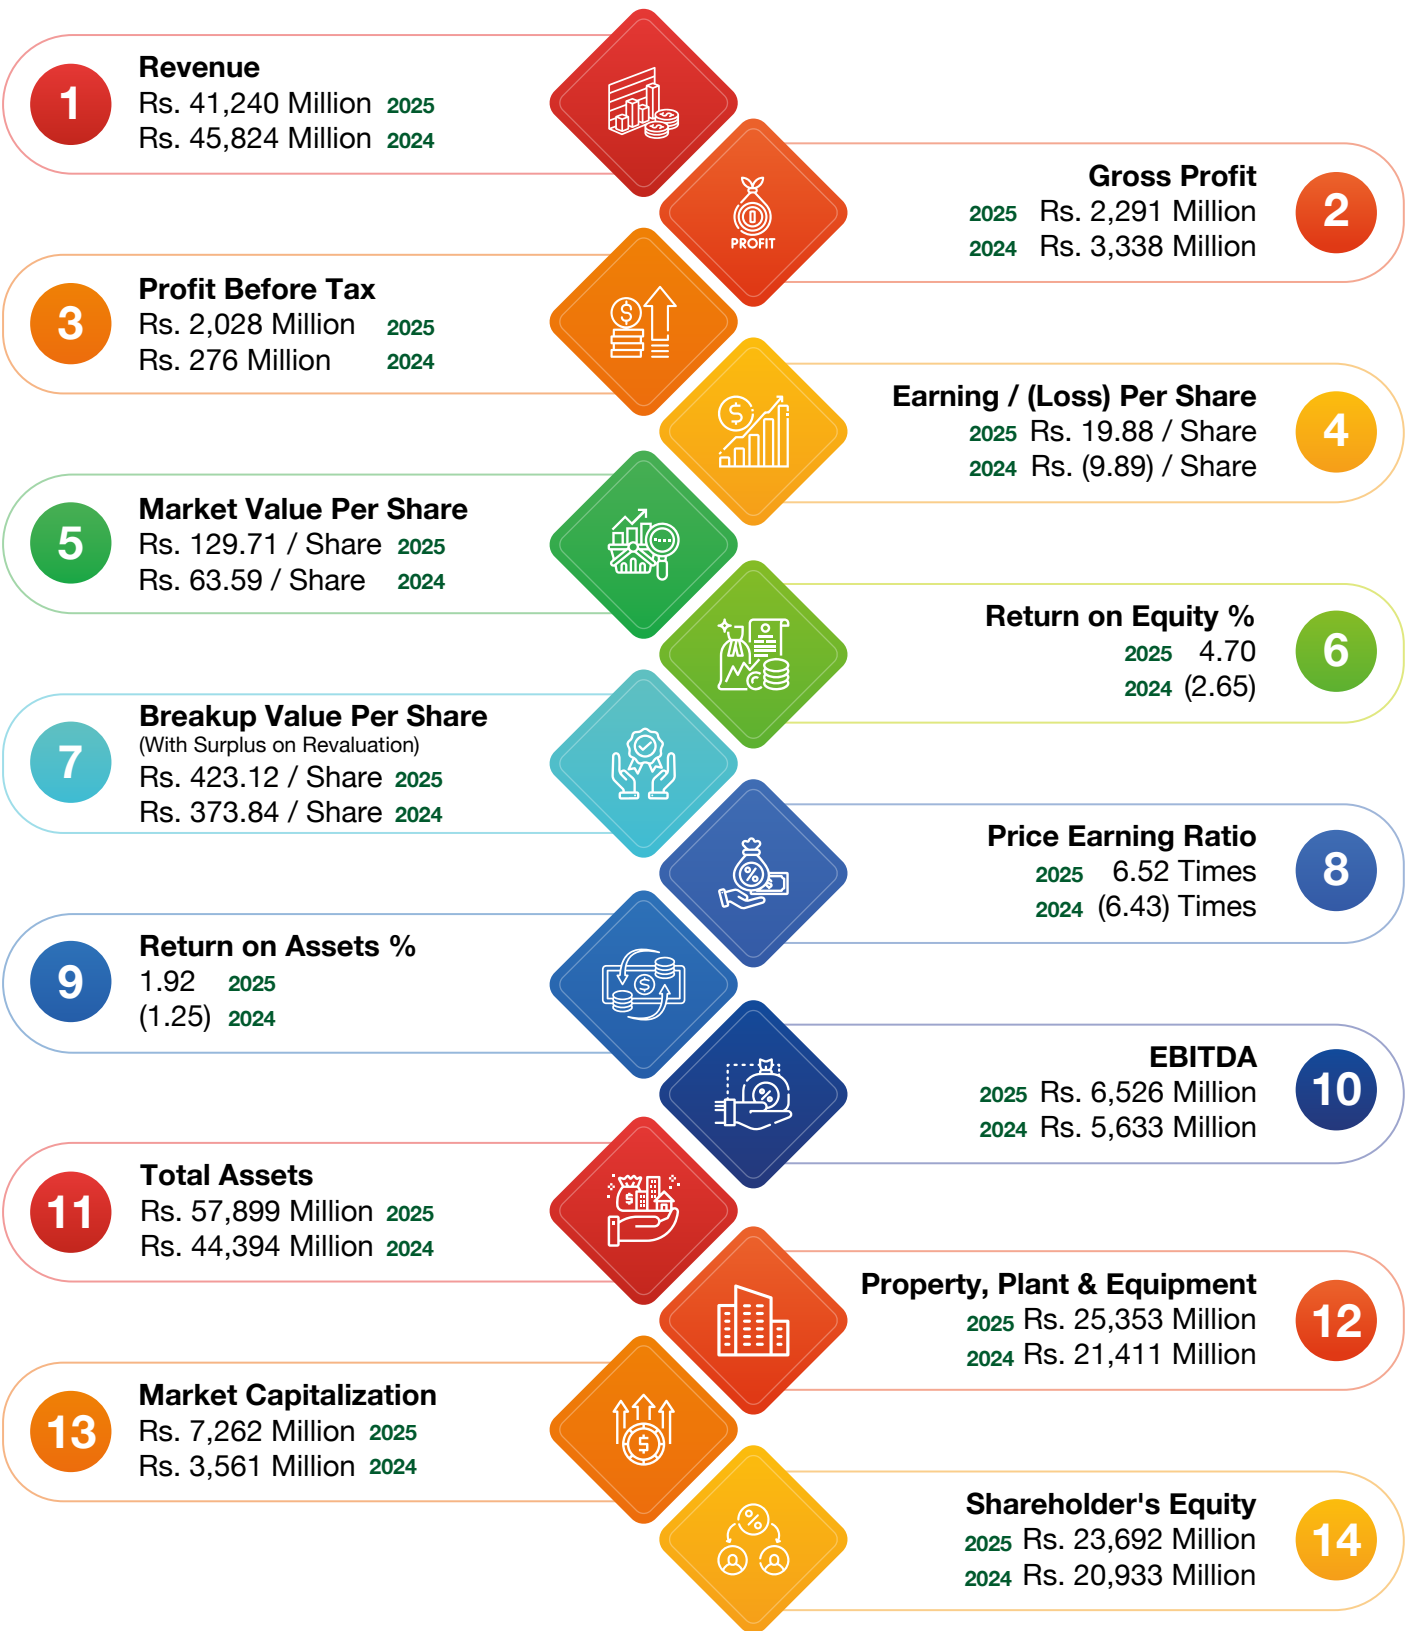 1
Revenue
Rs. 41,240 Million 2025
Rs. 45,824 Million 2024
PROFIT
Gross Profit
2025 Rs. 2,291 Million
2024 Rs. 3,338 Million
2
3
Profit Before Tax
Rs. 2,028 Million 2025
Rs. 276 Million 2024
Earning / (Loss) Per Share
2025 Rs. 19.88 / Share
2024 Rs. (9.89) / Share
4
5
Market Value Per Share
Rs. 129.71 / Share 2025
Rs. 63.59 / Share 2024
Return on Equity %
2025 4.70
2024 (2.65)
6
7
Breakup Value Per Share
(With Surplus on Revaluation)
Rs. 423.12 / Share 2025
Rs. 373.84 / Share 2024
Price Earning Ratio
2025 6.52 Times
2024 (6.43) Times
8
9
Return on Assets %
1.92 2025
(1.25) 2024
EBITDA
2025 Rs. 6,526 Million
2024 Rs. 5,633 Million
10
11
Total Assets
Rs. 57,899 Million 2025
Rs. 44,394 Million 2024
Property, Plant & Equipment
2025 Rs. 25,353 Million
2024 Rs. 21,411 Million
12
13
Market Capitalization
Rs. 7,262 Million 2025
Rs. 3,561 Million 2024
Shareholder's Equity
2025 Rs. 23,692 Million
2024 Rs. 20,933 Million
14